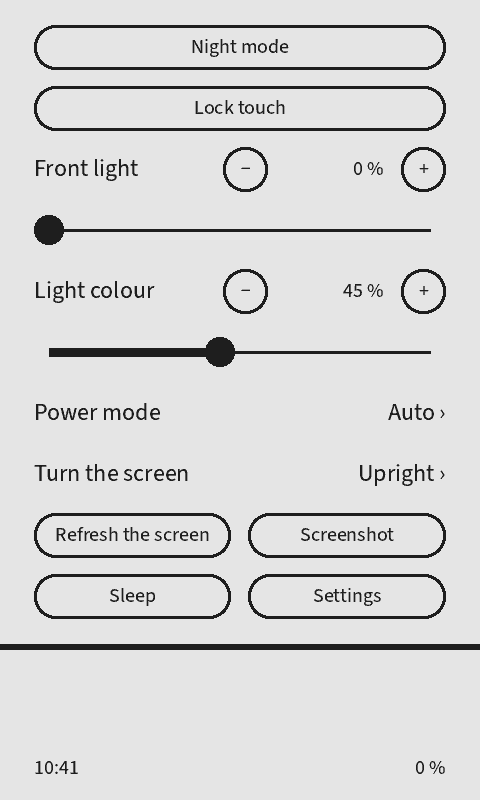 Night mode
Lock touch
Front light − 0 % +
Light colour − 45 % +
Power mode Auto ›
Turn the screen Upright ›
Refresh the screen Screenshot
Sleep Settings
10:41 0 %